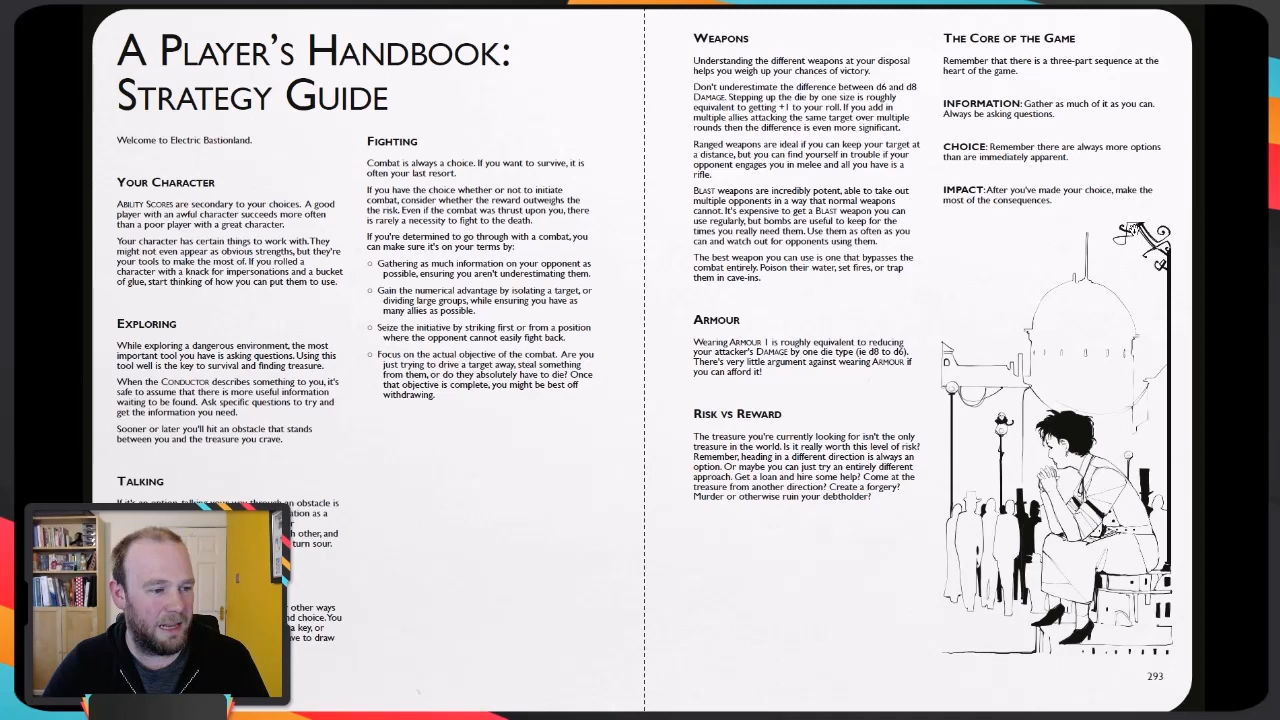 A Player's Handbook:
Strategy Guide
Welcome to Electric Bastionland.
Your Character
Ability Scores are secondary to your choices. A good
player with an awful character succeeds more often
than a poor player with a great character.
Your character has certain things to work with. They
might not even appear as obvious strengths, but they're
your tools to make the most of. If you rolled a
character with a knack for impersonations and a bucket
of glue, start thinking of how you can put them to use.
Exploring
While exploring a dangerous environment, the most
important tool you have is asking questions. Using this
tool well is the key to survival and finding treasure.
When the Conductor describes something to you, it's
safe to assume that there is more useful information
waiting to be found. Ask specific questions to try and
get the information you need.
Sooner or later you'll hit an obstacle that stands
between you and the treasure you crave.
Talking
If it's an option, talking your way through an obstacle is
ation as a
h other, and
turn sour.
other ways
nd choice. You
a key, or
ve to draw
Fighting
Combat is always a choice. If you want to survive, it is
often your last resort.
If you have the choice whether or not to initiate
combat, consider whether the reward outweighs the
the risk. Even if the combat was thrust upon you, there
is rarely a necessity to fight to the death.
If you're determined to go through with a combat, you
can make sure it's on your terms by:
○ Gathering as much information on your opponent as
possible, ensuring you aren't underestimating them.
○ Gain the numerical advantage by isolating a target, or
dividing large groups, while ensuring you have as
many allies as possible.
○ Seize the initiative by striking first or from a position
where the opponent cannot easily fight back.
○ Focus on the actual objective of the combat. Are you
just trying to drive a target away, steal something
from them, or do they absolutely have to die? Once
that objective is complete, you might be best off
withdrawing.
Weapons
Understanding the different weapons at your disposal
helps you weigh up your chances of victory.
Don't underestimate the difference between d6 and d8
Damage. Stepping up the die by one size is roughly
equivalent to getting +1 to your roll. If you add in
multiple allies attacking the same target over multiple
rounds then the difference is even more significant.
Ranged weapons are ideal if you can keep your target at
a distance, but you can find yourself in trouble if your
opponent engages you in melee and all you have is a
rifle.
Blast weapons are incredibly potent, able to take out
multiple opponents in a way that normal weapons
cannot. It's expensive to get a Blast weapon you can
use regularly, but bombs are useful to keep for the
times you really need them. Use them as often as you
can and watch out for opponents using them.
The best weapon you can use is one that bypasses the
combat entirely. Poison their water, set fires, or trap
them in cave-ins.
Armour
Wearing Armour 1 is roughly equivalent to reducing
your attacker's Damage by one die type (ie d8 to d6).
There's very little argument against wearing Armour if
you can afford it!
Risk vs Reward
The treasure you're currently looking for isn't the only
treasure in the world. Is it really worth this level of risk?
Remember, heading in a different direction is always an
option. Or maybe you can just try an entirely different
approach. Get a loan and hire some help? Come at the
treasure from another direction? Create a forgery?
Murder or otherwise ruin your debtholder?
The Core of the Game
Remember that there is a three-part sequence at the
heart of the game.
INFORMATION: Gather as much of it as you can.
Always be asking questions.
CHOICE: Remember there are always more options
than are immediately apparent.
IMPACT: After you've made your choice, make the
most of the consequences.
293